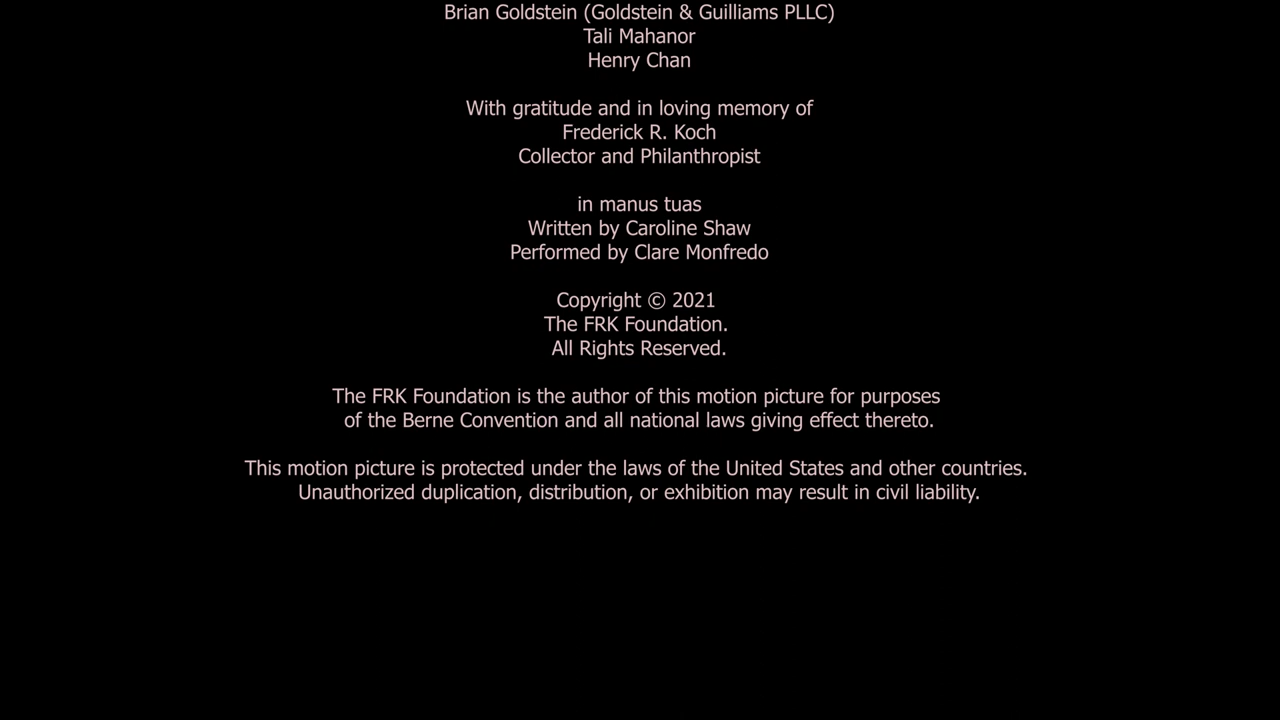 Brian Goldstein (Goldstein & Guilliams PLLC)
Tali Mahanor
Henry Chan
With gratitude and in loving memory of
Frederick R. Koch
Collector and Philanthropist
in manus tuas
Written by Caroline Shaw
Performed by Clare Monfredo
Copyright © 2021
The FRK Foundation.
All Rights Reserved.
The FRK Foundation is the author of this motion picture for purposes
of the Berne Convention and all national laws giving effect thereto.
This motion picture is protected under the laws of the United States and other countries.
Unauthorized duplication, distribution, or exhibition may result in civil liability.